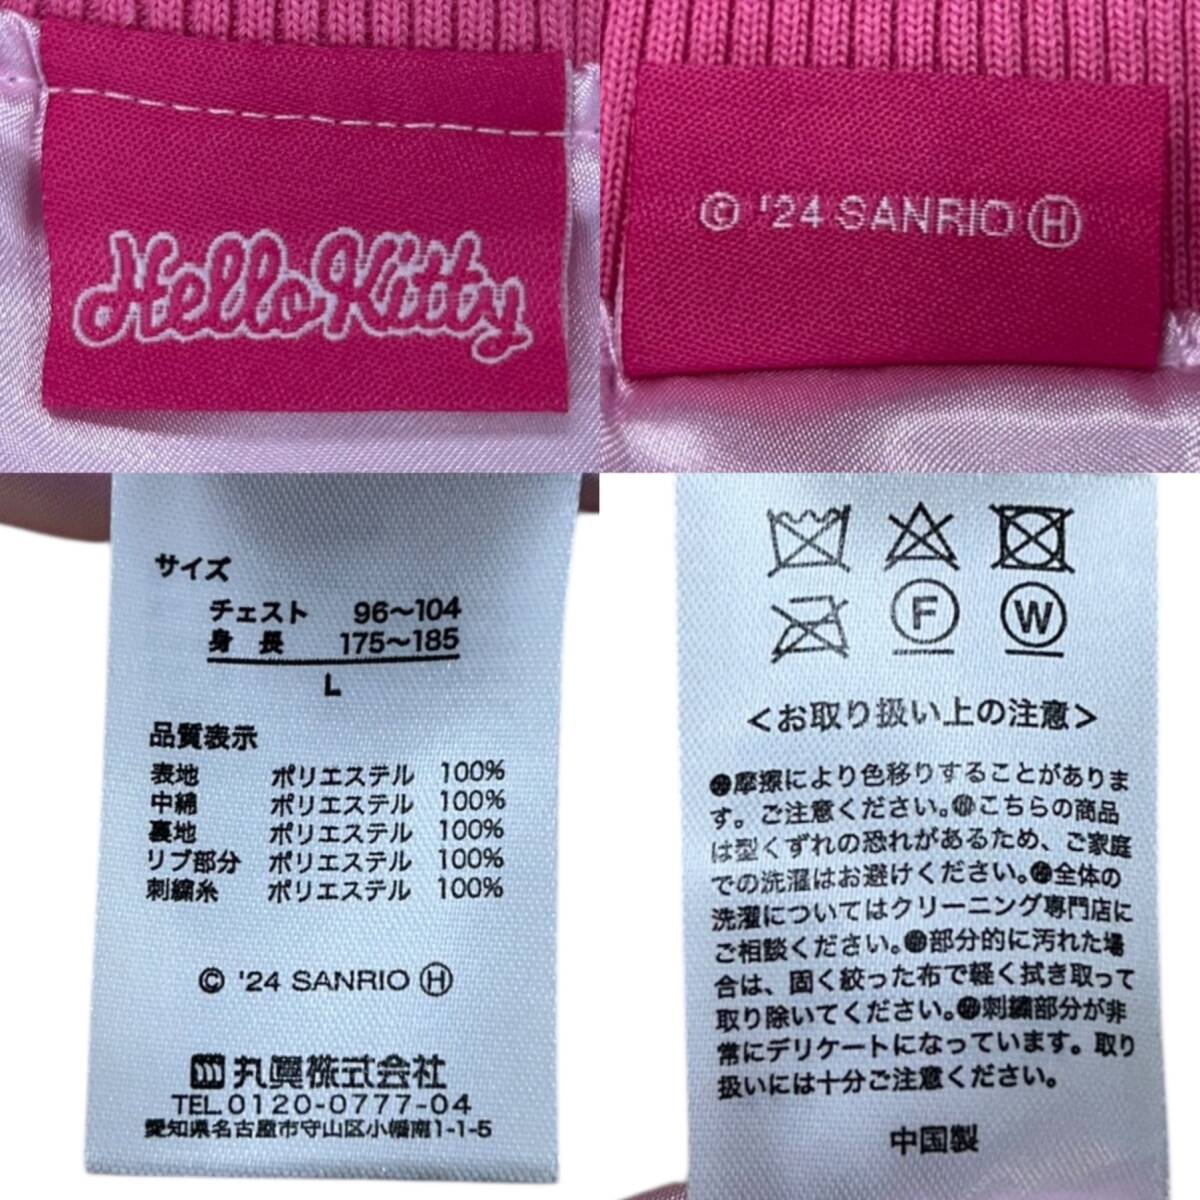 Hello Kitty
© '24 SANRIO Ⓗ
サイズ
チェスト 96～104
身長 175～185
L
品質表示
表地 ポリエステル 100%
中綿 ポリエステル 100%
裏地 ポリエステル 100%
リブ部分 ポリエステル 100%
刺繍糸 ポリエステル 100%
© '24 SANRIO Ⓗ
丸眞株式会社
TEL.0120-0777-04
愛知県名古屋市守山区小幡南1-1-5
F W
＜お取り扱い上の注意＞
●摩擦により色移りすることがありま
す。ご注意ください。●こちらの商品
は型くずれの恐れがあるため、ご家庭
での洗濯はお避けください。●全体の
洗濯についてはクリーニング専門店に
ご相談ください。●部分的に汚れた場
合は、固く絞った布で軽く拭き取って
取り除いてください。●刺繍部分が非
常にデリケートになっています。取り
扱いには十分ご注意ください。
中国製